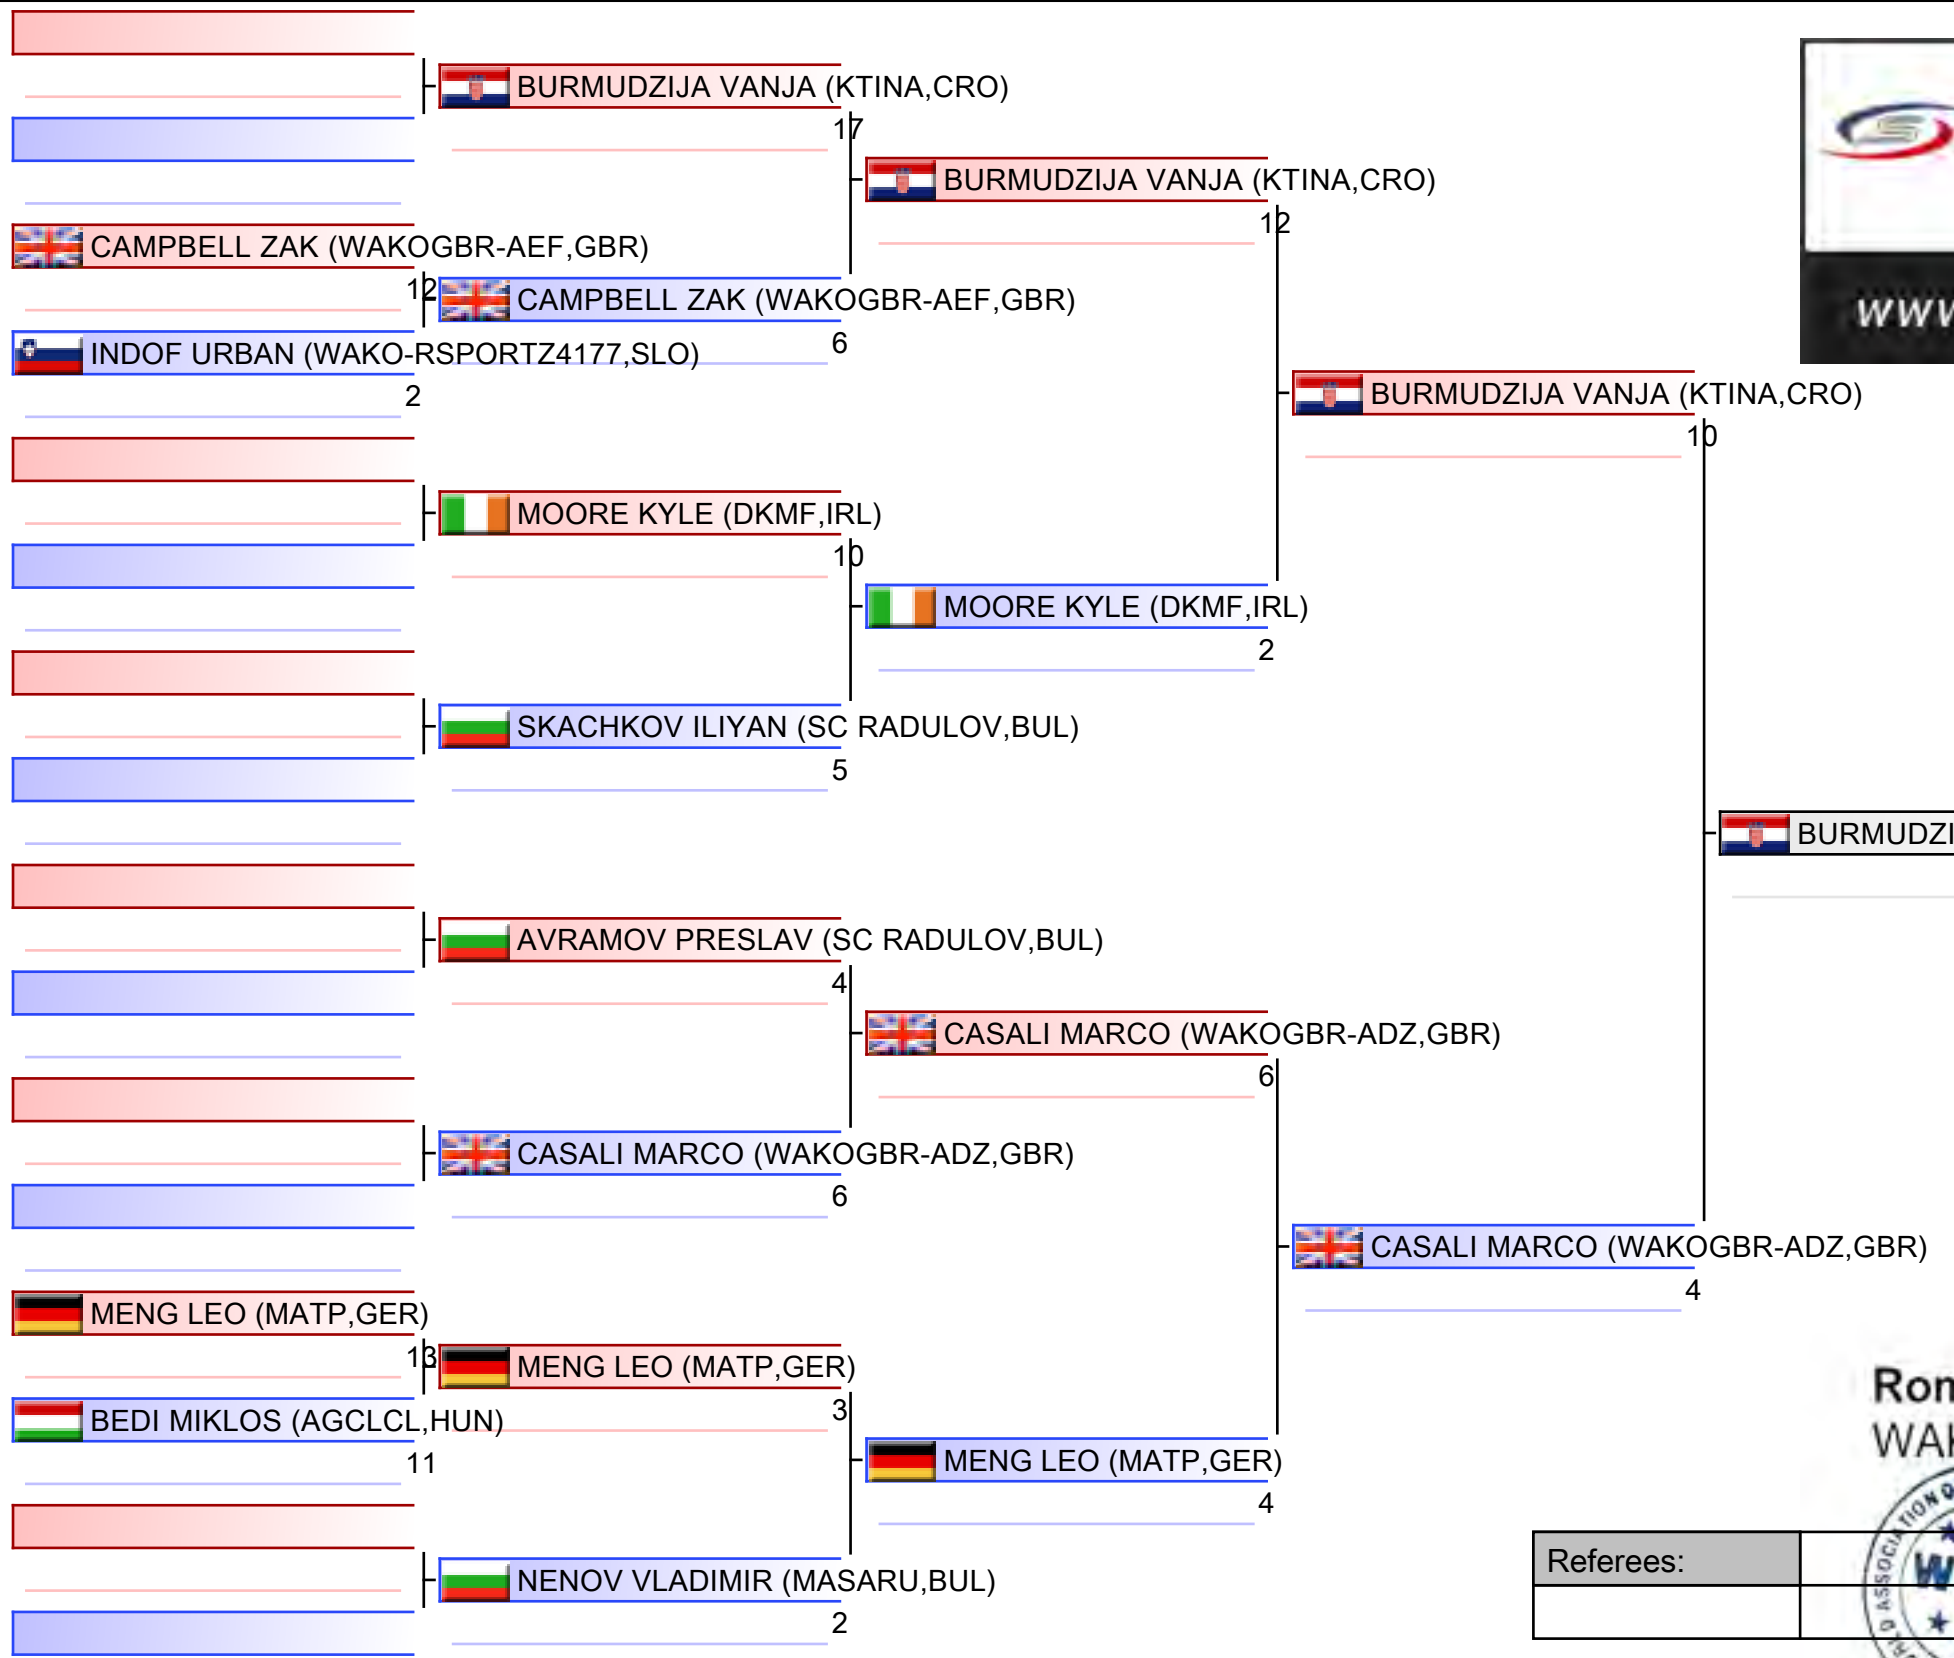 BURMUDZIJA VANJA (KTINA,CRO)
17
BURMUDZIJA VANJA (KTINA,CRO)
12
CAMPBELL ZAK (WAKOGBR-AEF,GBR)
12
CAMPBELL ZAK (WAKOGBR-AEF,GBR)
6
INDOF URBAN (WAKO-RSPORTZ4177,SLO)
2
BURMUDZIJA VANJA (KTINA,CRO)
10
MOORE KYLE (DKMF,IRL)
10
MOORE KYLE (DKMF,IRL)
2
SKACHKOV ILIYAN (SC RADULOV,BUL)
5
BURMUDZI
AVRAMOV PRESLAV (SC RADULOV,BUL)
4
CASALI MARCO (WAKOGBR-ADZ,GBR)
6
CASALI MARCO (WAKOGBR-ADZ,GBR)
6
CASALI MARCO (WAKOGBR-ADZ,GBR)
4
MENG LEO (MATP,GER)
13
MENG LEO (MATP,GER)
3
BEDI MIKLOS (AGCLCL,HUN)
11
MENG LEO (MATP,GER)
4
NENOV VLADIMIR (MASARU,BUL)
2
Referees: